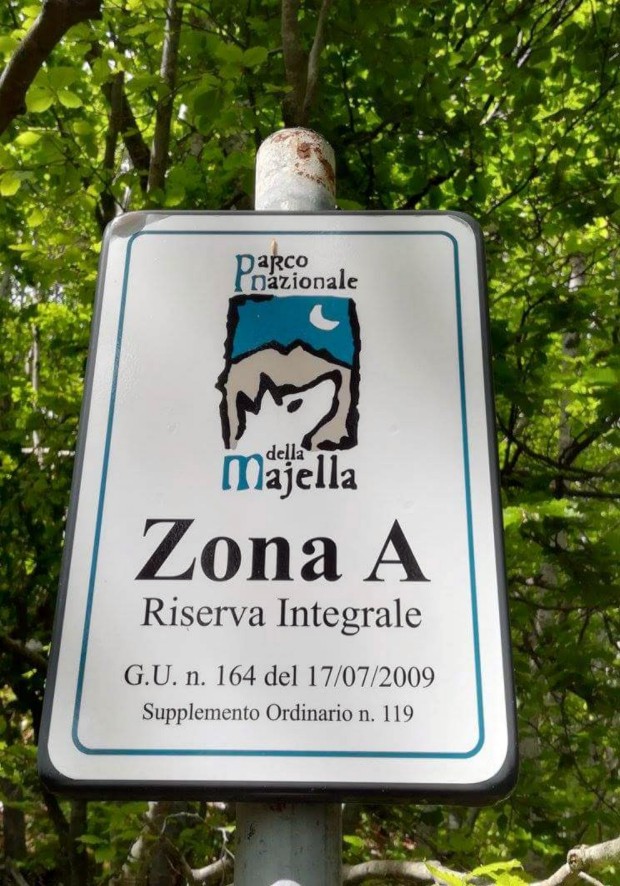 Parco
nazionale
della
Majella
Zona A
Riserva Integrale
G.U. n. 164 del 17/07/2009
Supplemento Ordinario n. 119